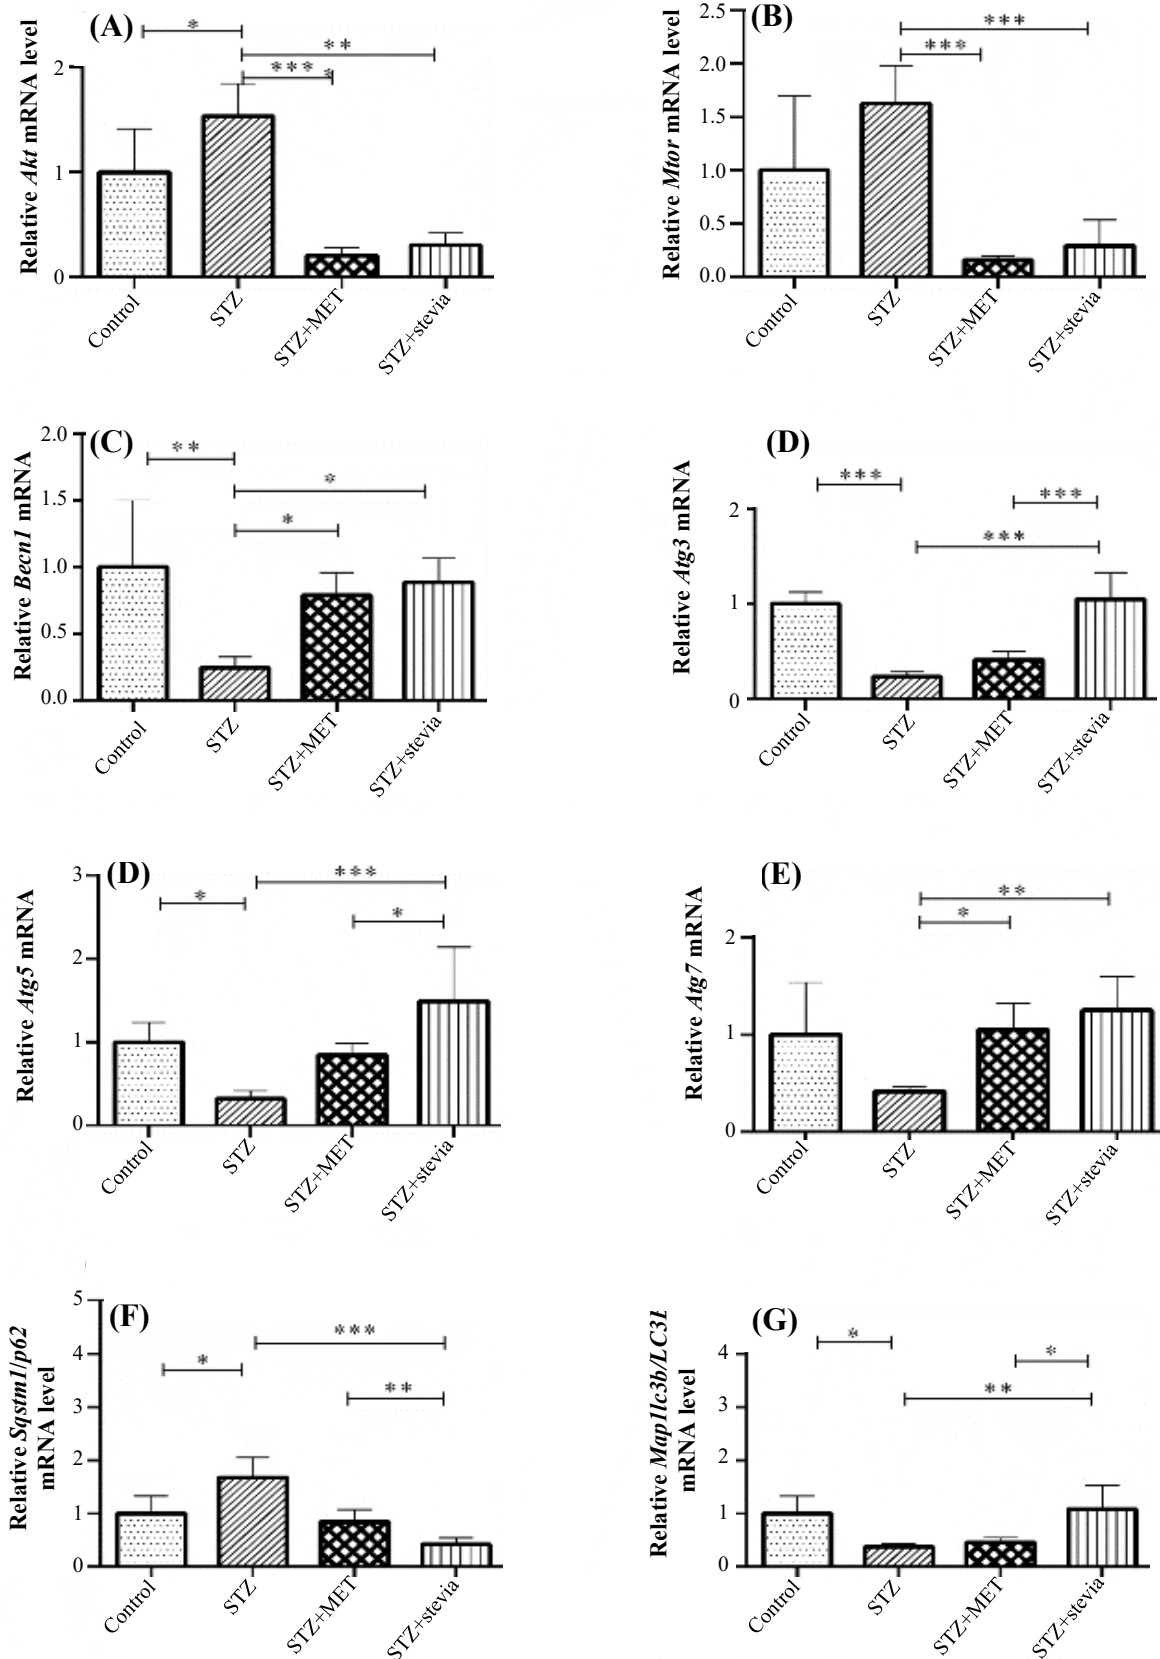 (A)
Relative Akt mRNA level
*
**
***
*
2
1
0
Control
STZ
STZ+MET
STZ+stevia
(B)
Relative Mtor mRNA level
***
***
2.5
2.0
1.5
1.0
0.5
0.0
Control
STZ
STZ+MET
STZ+stevia
(C)
Relative Becn1 mRNA
**
*
*
2.0
1.5
1.0
0.5
0.0
Control
STZ
STZ+MET
STZ+stevia
(D)
Relative Atg3 mRNA
***
***
***
2
1
0
Control
STZ
STZ+MET
STZ+stevia
(D)
Relative Atg5 mRNA
***
*
*
3
2
1
0
Control
STZ
STZ+MET
STZ+stevia
(E)
Relative Atg7 mRNA
**
*
2
1
0
Control
STZ
STZ+MET
STZ+stevia
(F)
Relative Sqstm1/p62
mRNA level
***
*
**
5
4
3
2
1
0
Control
STZ
STZ+MET
STZ+stevia
(G)
Relative Map1lc3b/LC3
mRNA level
*
*
**
4
3
2
1
0
Control
STZ
STZ+MET
STZ+stevia